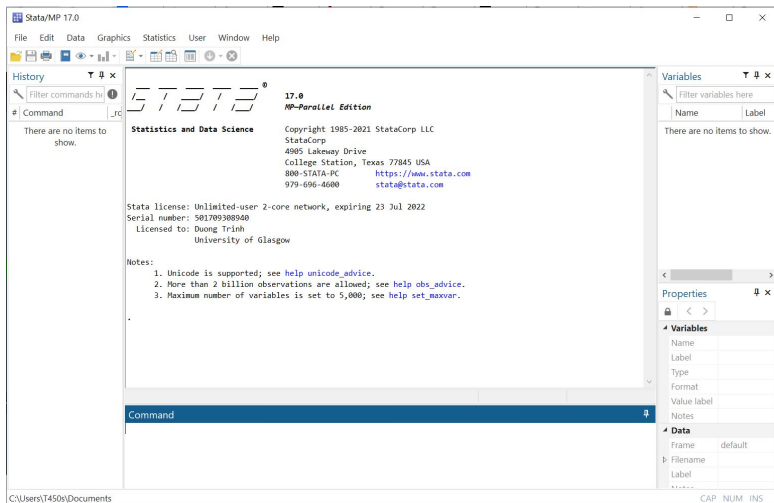 Stata/MP 17.0
File Edit Data Graphics Statistics User Window Help
History
Filter commands he
# Command _rc
There are no items to
show.
®
17.0
MP—Parallel Edition
Statistics and Data Science Copyright 1985-2021 StataCorp LLC
StataCorp
4905 Lakeway Drive
College Station, Texas 77845 USA
800-STATA-PC https://www.stata.com
979-696-4600 stata@stata.com
Stata license: Unlimited-user 2-core network, expiring 23 Jul 2022
Serial number: 501709308940
Licensed to: Duong Trinh
University of Glasgow
Notes:
1. Unicode is supported; see help unicode_advice.
2. More than 2 billion observations are allowed; see help obs_advice.
3. Maximum number of variables is set to 5,000; see help set_maxvar.
.
Command
Variables
Filter variables here
Name Label
There are no items to show.
Properties
Variables
Name
Label
Type
Format
Value label
Notes
Data
Frame default
Filename
Label
C:\Users\T450s\Documents
CAP NUM INS